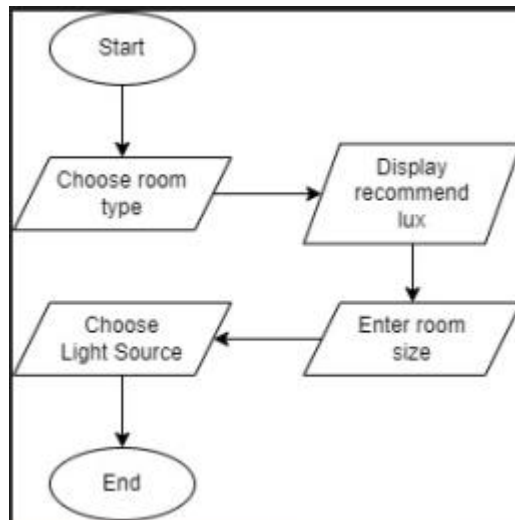 Start
Choose room
type
Display
recommend
lux
Enter room
size
Choose
Light Source
End